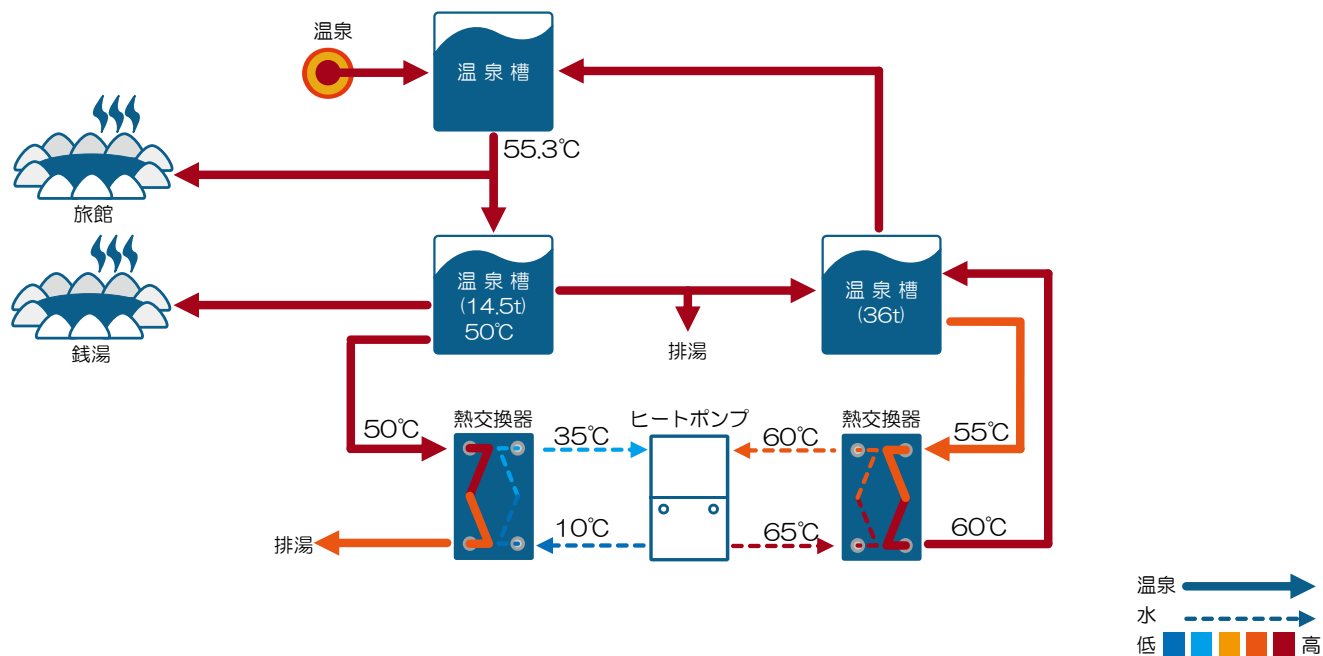 温泉
温泉槽
55.3℃
旅館
温泉槽
(14.5t)
50℃
温泉槽
(36t)
銭湯
排湯
熱交換器
ヒートポンプ
熱交換器
50℃
35℃
60℃
55℃
10℃
65℃
60℃
排湯
温泉
水
低
高